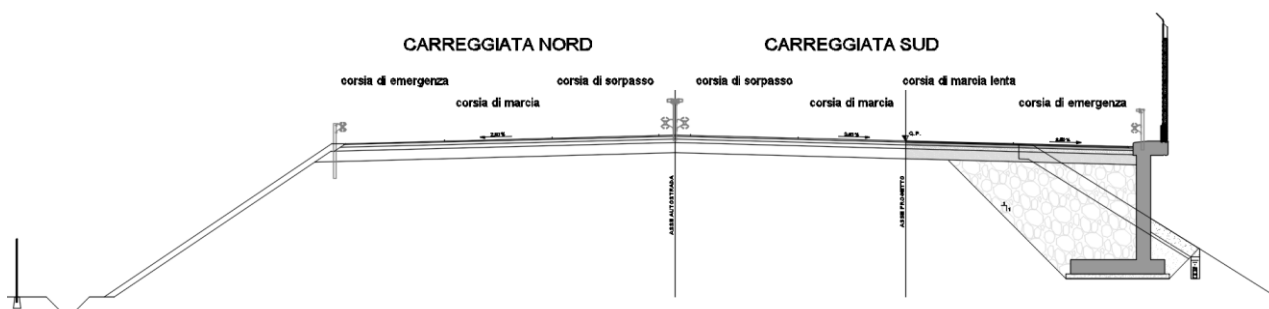 CARREGGIATA NORD
CARREGGIATA SUD
corsia di emergenza
corsia di sorpasso
corsia di sorpasso
corsia di marcia lenta
corsia di marcia
corsia di marcia
corsia di emergenza
Q.P.
ASSE AUTOSTRADA
ASSE PROGETTO